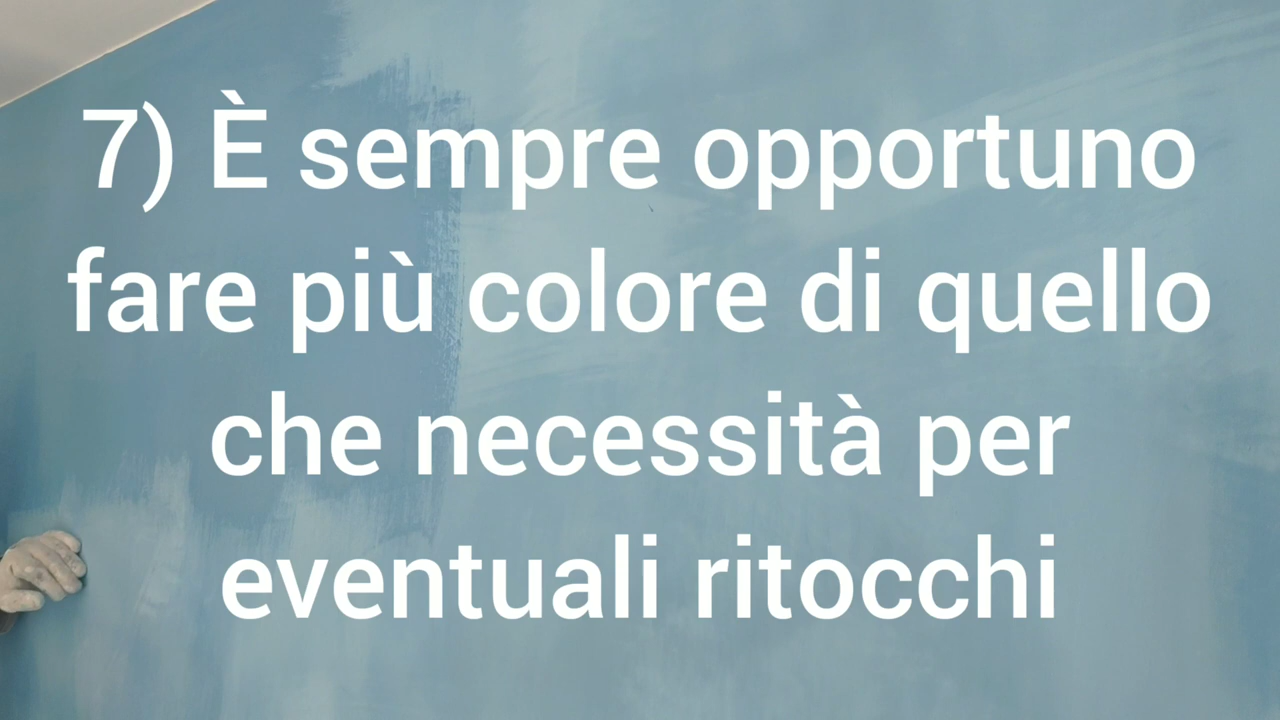 7) È sempre opportuno
fare più colore di quello
che necessità per
eventuali ritocchi